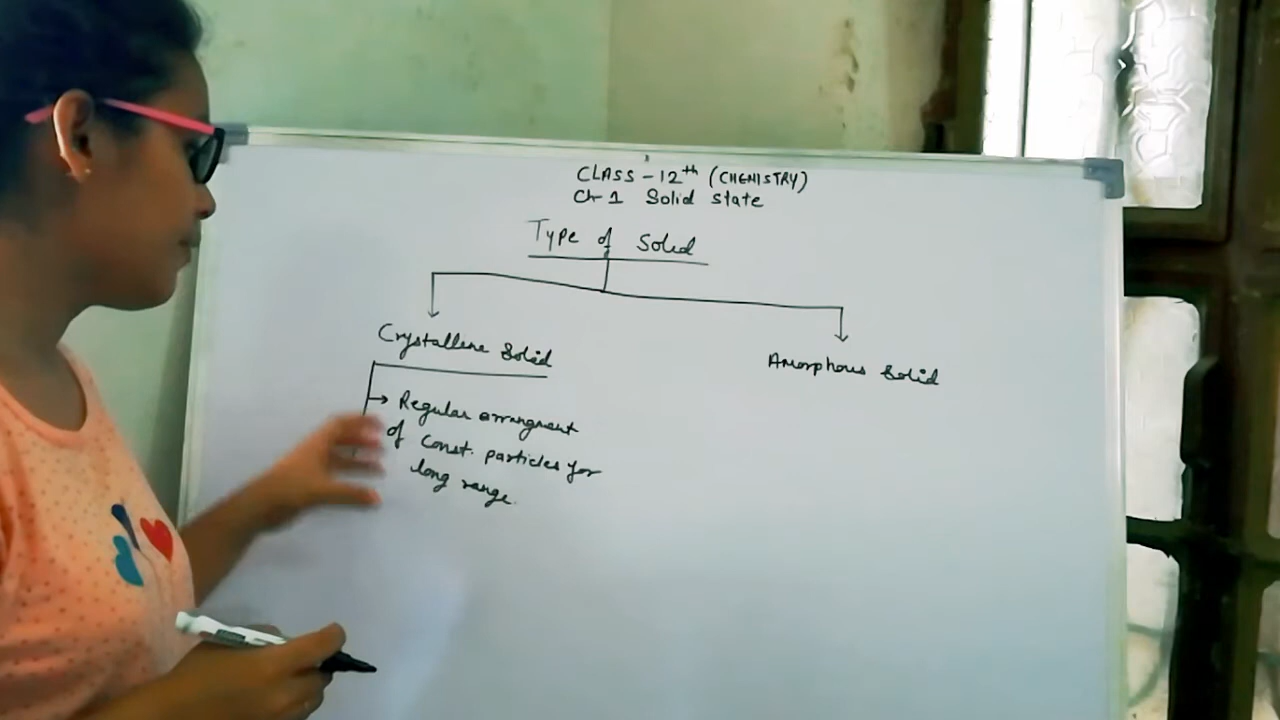 CLASS - 12th (CHEMISTRY)
Ch 1 Solid state
Type of Solid
Crystalline Solid
Amorphous Solid
→ Regular arrangment
of Const. particles for
long range.